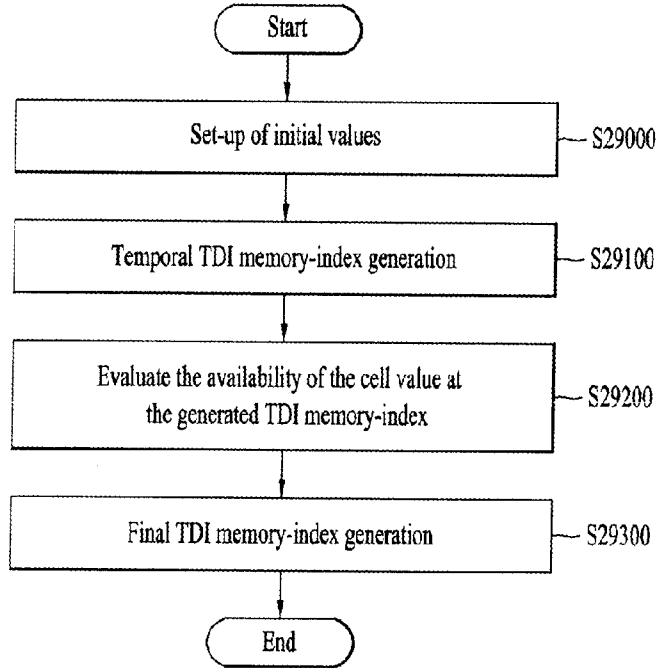 Start
Set-up of initial values
S29000
Temporal TDI memory-index generation
S29100
Evaluate the availability of the cell value at
the generated TDI memory-index
S29200
Final TDI memory-index generation
S29300
End